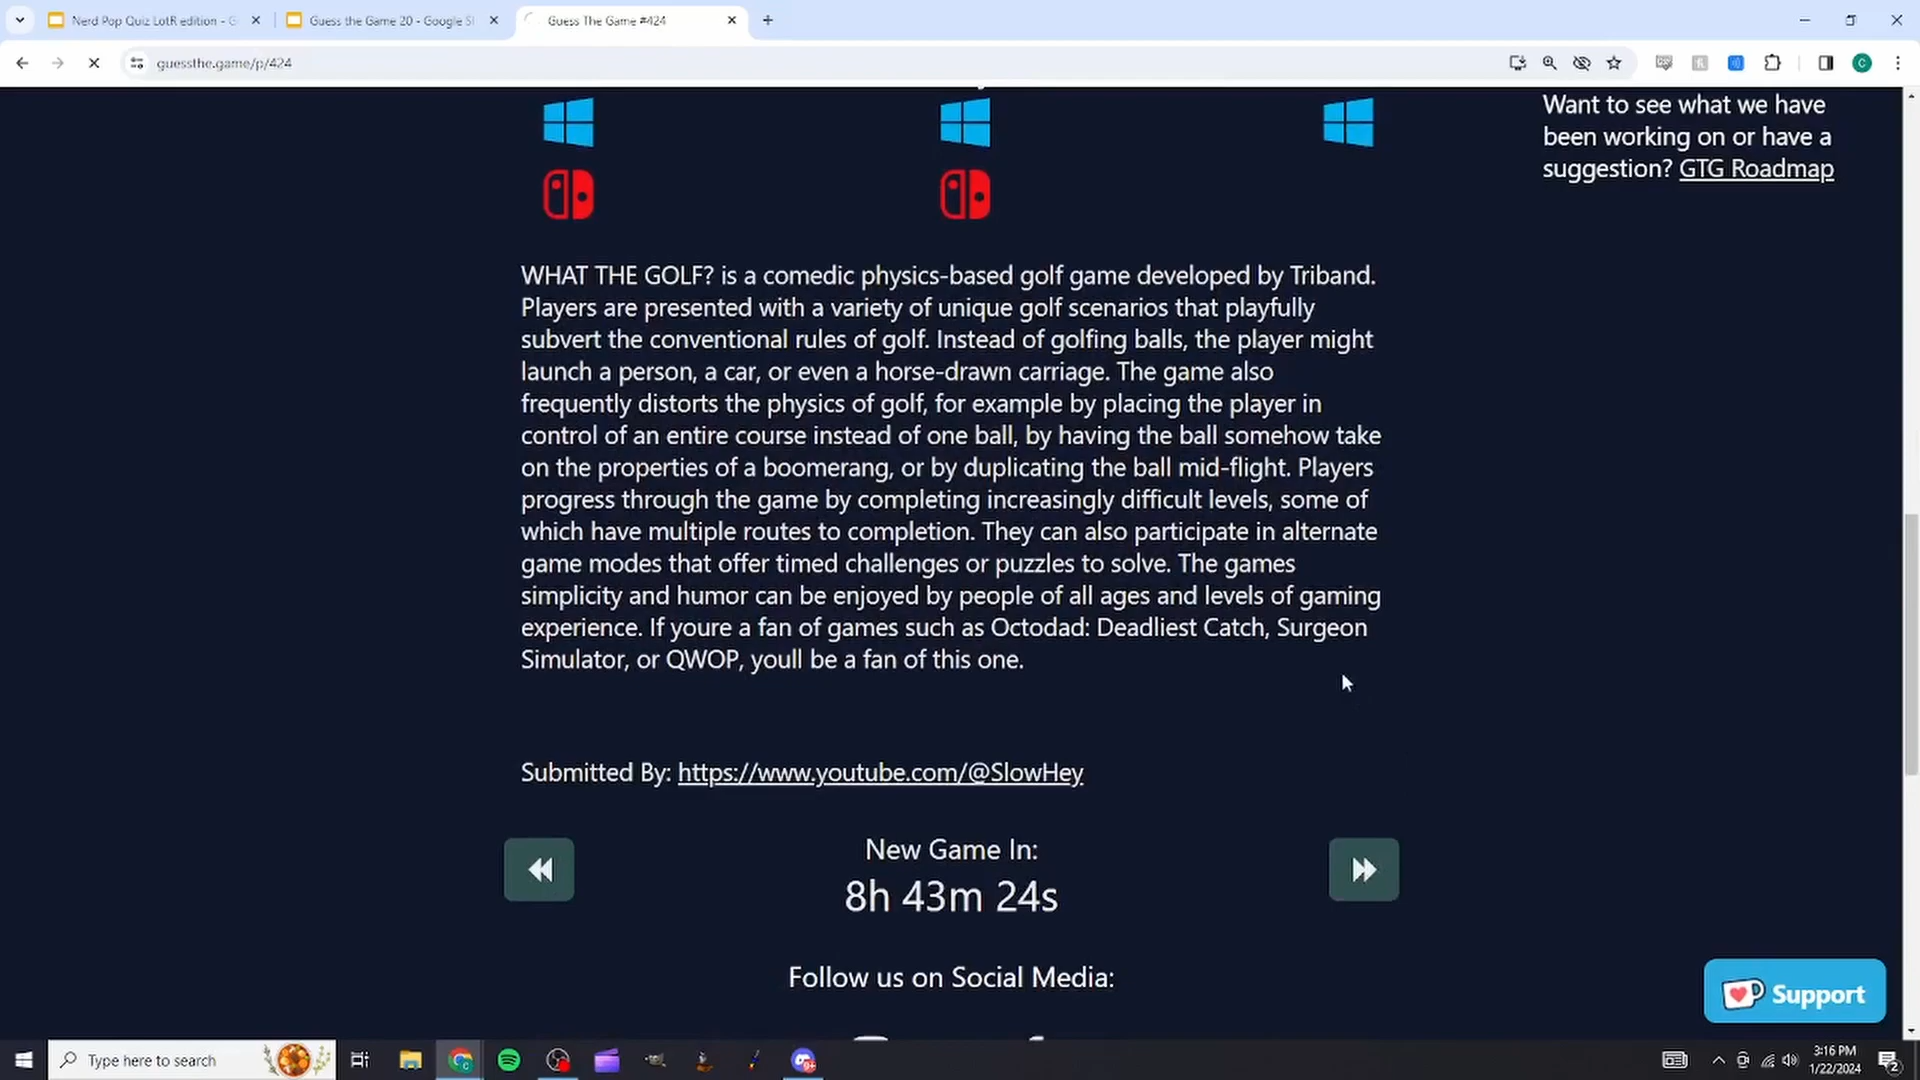 Nerd Pop Quiz LotR edition - G
Guess the Game 20 - Google Sl
Guess The Game #424
guessthe.game/p/424
Want to see what we have
been working on or have a
suggestion? GTG Roadmap
WHAT THE GOLF? is a comedic physics-based golf game developed by Triband.
Players are presented with a variety of unique golf scenarios that playfully
subvert the conventional rules of golf. Instead of golfing balls, the player might
launch a person, a car, or even a horse-drawn carriage. The game also
frequently distorts the physics of golf, for example by placing the player in
control of an entire course instead of one ball, by having the ball somehow take
on the properties of a boomerang, or by duplicating the ball mid-flight. Players
progress through the game by completing increasingly difficult levels, some of
which have multiple routes to completion. They can also participate in alternate
game modes that offer timed challenges or puzzles to solve. The games
simplicity and humor can be enjoyed by people of all ages and levels of gaming
experience. If youre a fan of games such as Octodad: Deadliest Catch, Surgeon
Simulator, or QWOP, youll be a fan of this one.
Submitted By: https://www.youtube.com/@SlowHey
New Game In:
8h 43m 24s
Follow us on Social Media:
Support
Type here to search
3:16 PM
1/22/2024